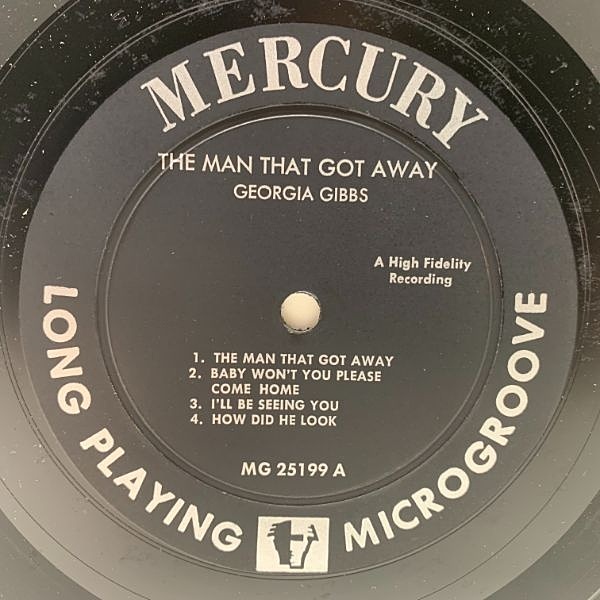 MERCURY
THE MAN THAT GOT AWAY
GEORGIA GIBBS
A High Fidelity
Recording
1. THE MAN THAT GOT AWAY
2. BABY WON'T YOU PLEASE
COME HOME
3. I'LL BE SEEING YOU
4. HOW DID HE LOOK
MG 25199 A
LONG PLAYING MICROGROOVE